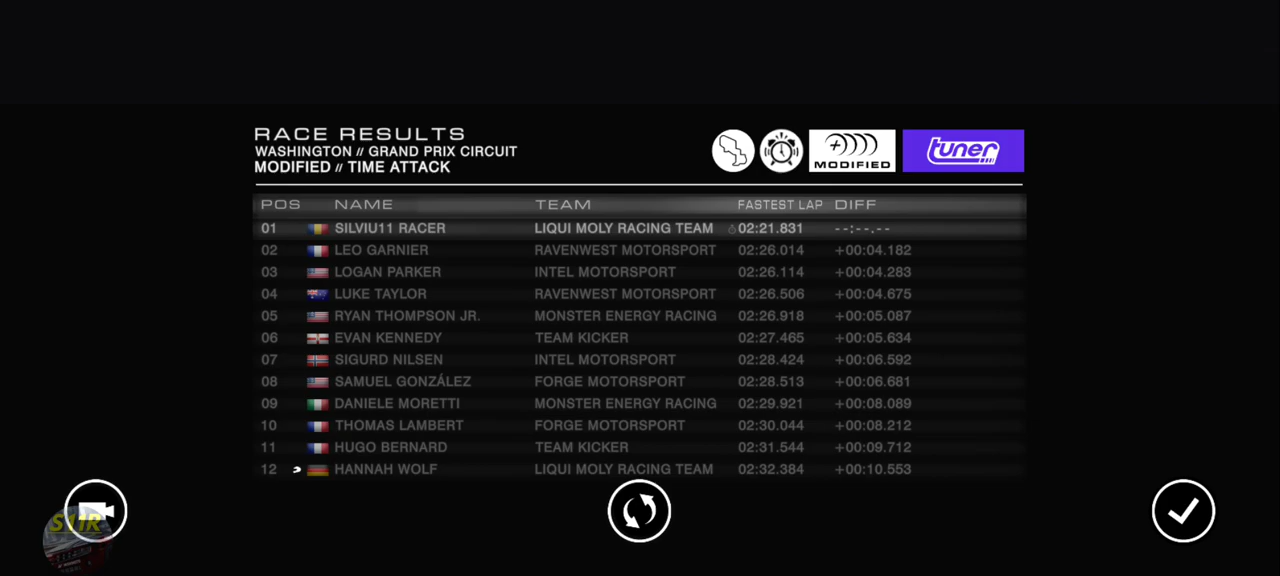 RACE RESULTS
WASHINGTON // GRAND PRIX CIRCUIT
MODIFIED // TIME ATTACK
MODIFIED
tuner
POS NAME TEAM FASTEST LAP DIFF
01 SILVIU11 RACER LIQUI MOLY RACING TEAM 02:21.831 --:--.--
02 LEO GARNIER RAVENWEST MOTORSPORT 02:26.014 +00:04.182
03 LOGAN PARKER INTEL MOTORSPORT 02:26.114 +00:04.283
04 LUKE TAYLOR RAVENWEST MOTORSPORT 02:26.506 +00:04.675
05 RYAN THOMPSON JR. MONSTER ENERGY RACING 02:26.918 +00:05.087
06 EVAN KENNEDY TEAM KICKER 02:27.465 +00:05.634
07 SIGURD NILSEN INTEL MOTORSPORT 02:28.424 +00:06.592
08 SAMUEL GONZÁLEZ FORGE MOTORSPORT 02:28.513 +00:06.681
09 DANIELE MORETTI MONSTER ENERGY RACING 02:29.921 +00:08.089
10 THOMAS LAMBERT FORGE MOTORSPORT 02:30.044 +00:08.212
11 HUGO BERNARD TEAM KICKER 02:31.544 +00:09.712
12 HANNAH WOLF LIQUI MOLY RACING TEAM 02:32.384 +00:10.553
S11R